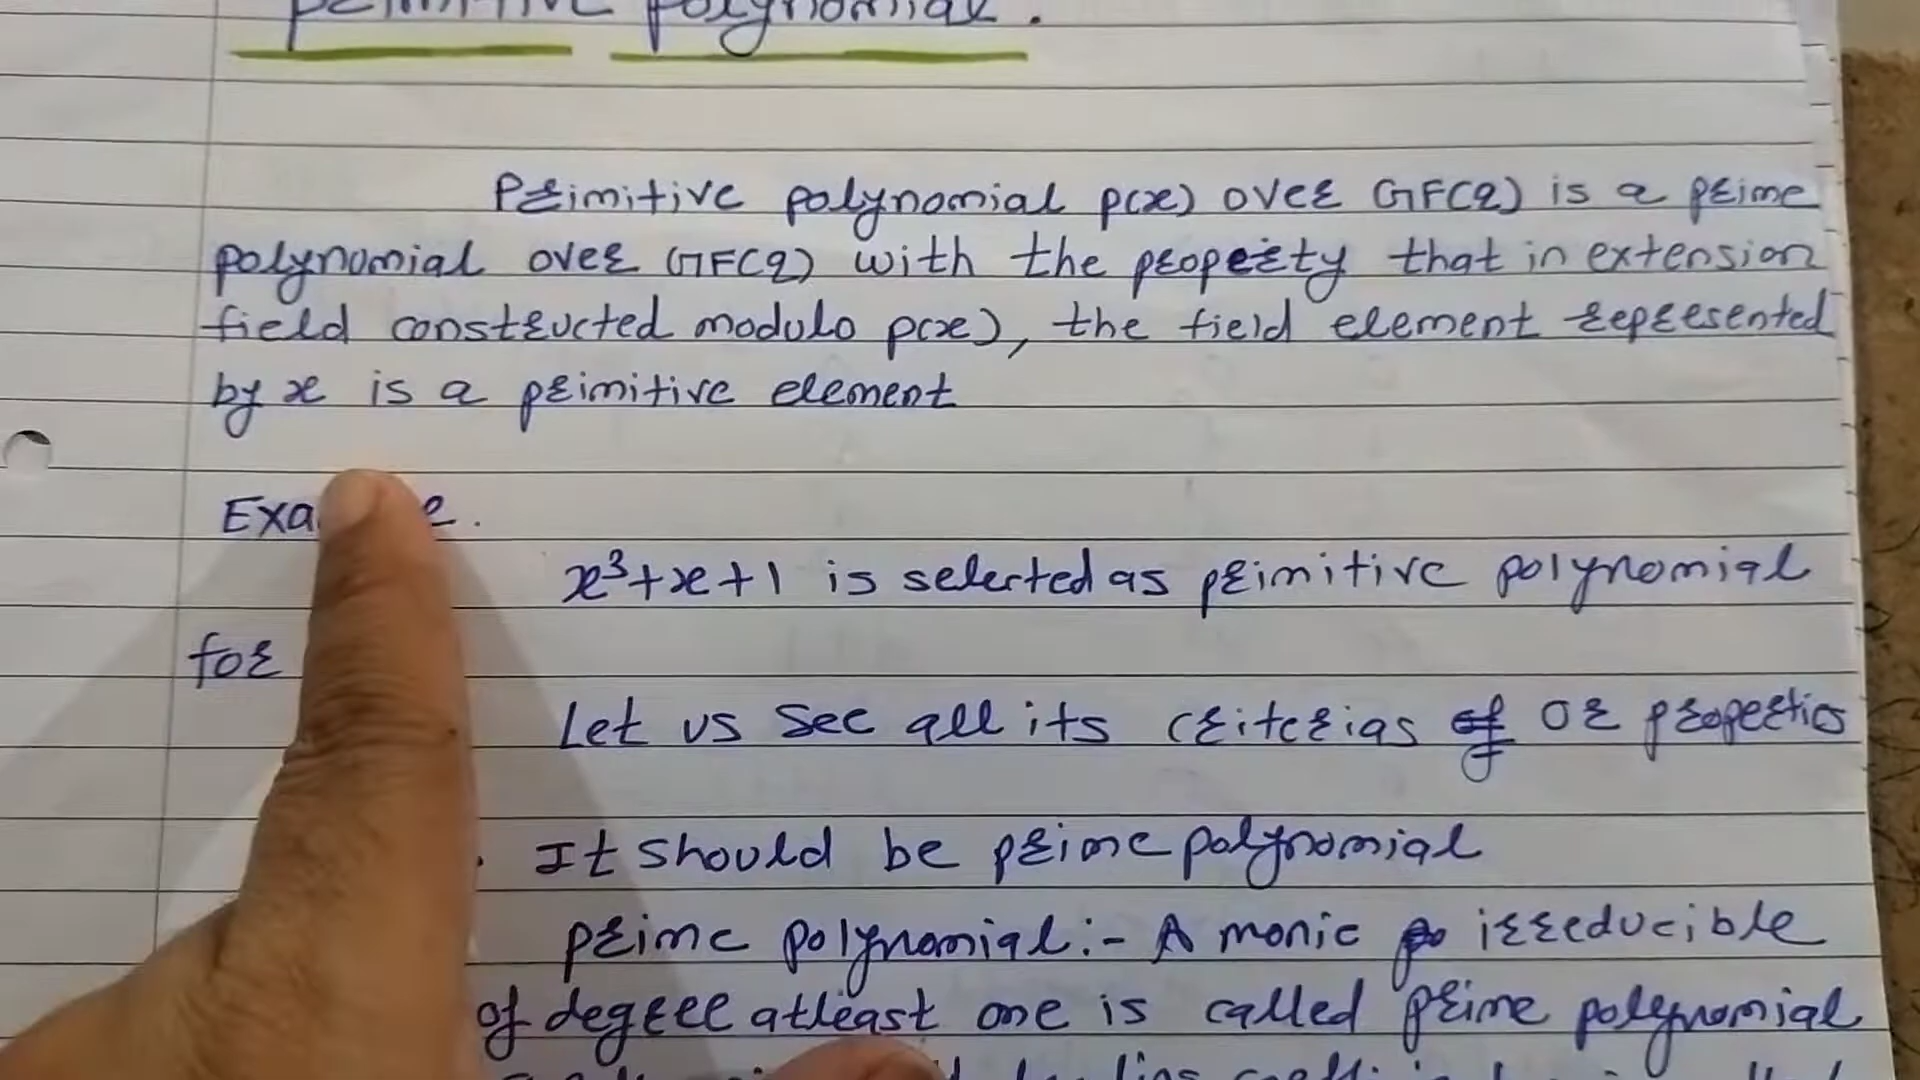 Primitive polynomial.
Primitive polynomial p(x) over GF(q) is a prime
polynomial over GF(q) with the property that in extension
field constructed modulo p(x), the field element represented
by x is a primitive element
x³+x+1 is selected as primitive polynomial
for
Let us see all its criterias or properties
. It should be prime polynomial
prime polynomial:- A monic irreducible
of degree atleast one is called prime polynomial